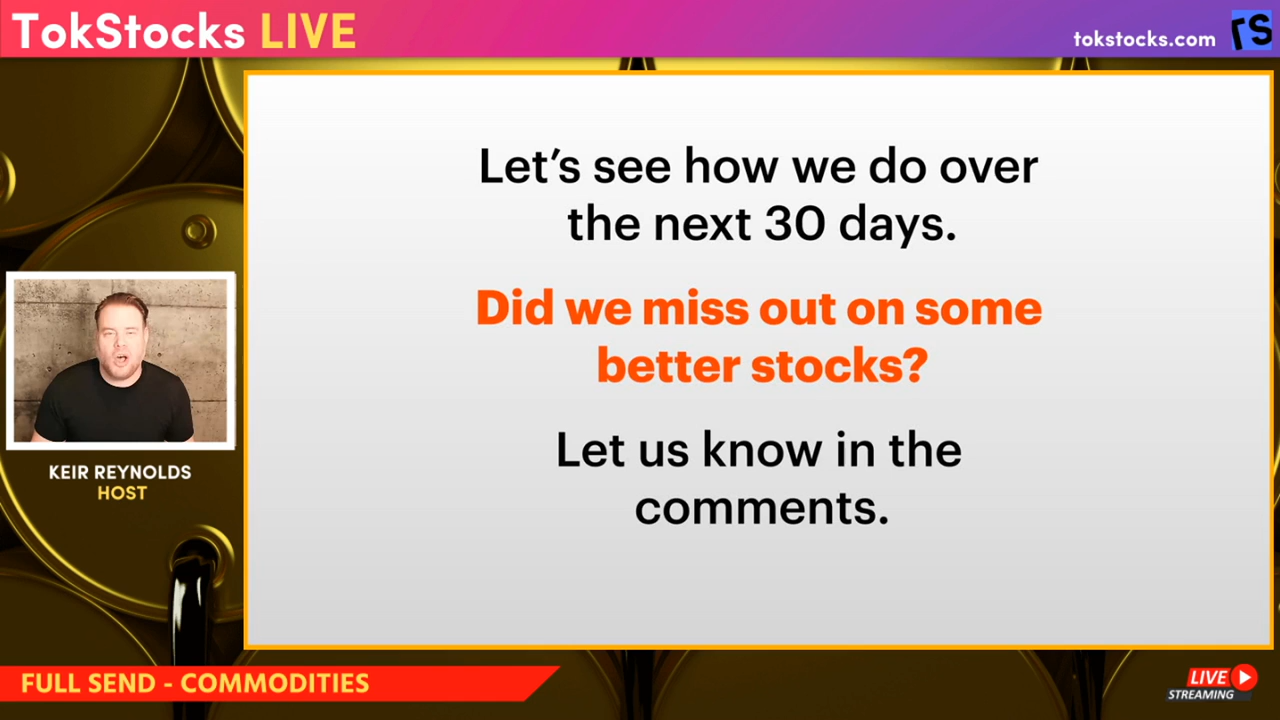 TokStocks LIVE
tokstocks.com
TS
Let's see how we do over
the next 30 days.
Did we miss out on some
better stocks?
Let us know in the
comments.
KEIR REYNOLDS
HOST
FULL SEND - COMMODITIES
LIVE
STREAMING